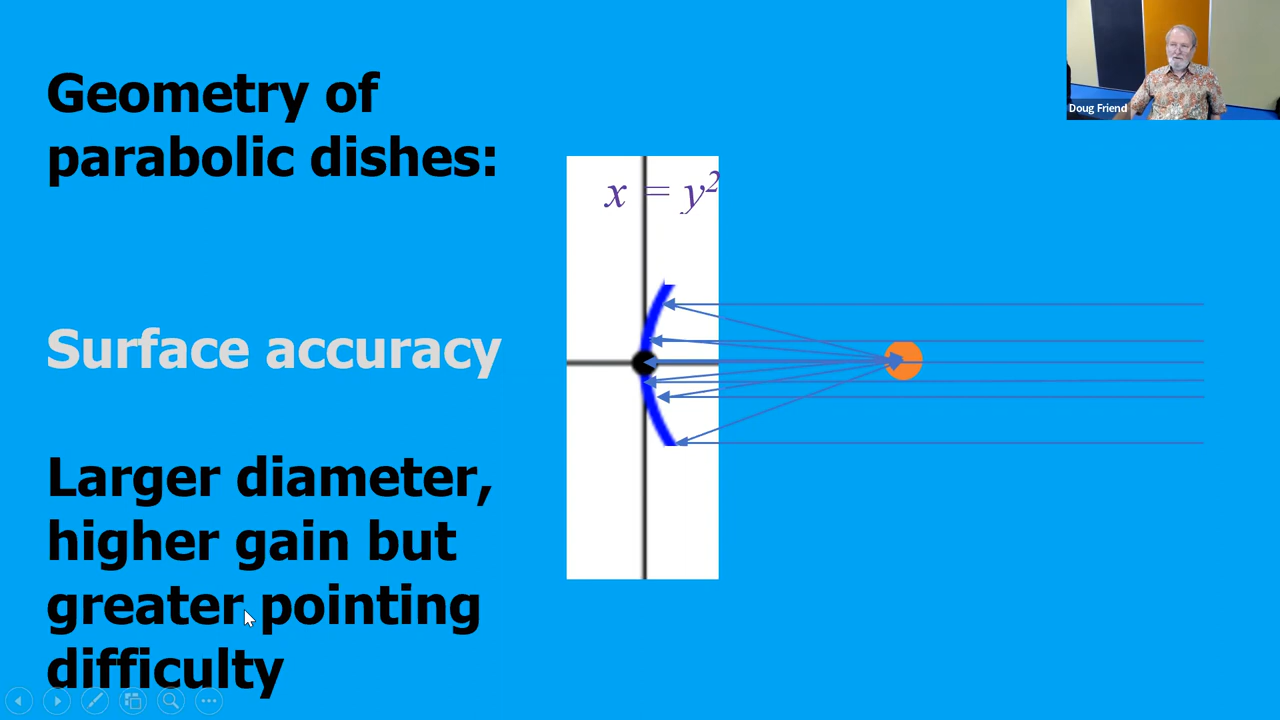 Geometry of
parabolic dishes:
Doug Friend
x = y²
Surface accuracy
Larger diameter,
higher gain but
greater pointing
difficulty